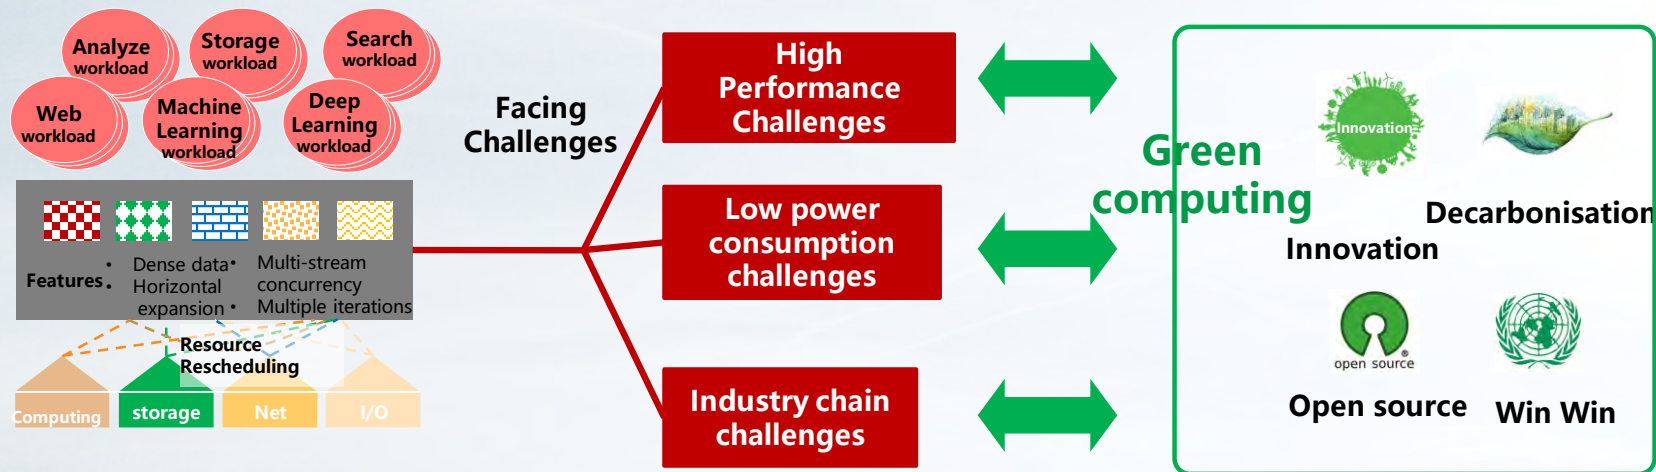 Analyze
workload
Storage
workload
Search
workload
Web
workload
Machine
Learning
workload
Deep
Learning
workload
Features
• Dense data
• Horizontal
expansion
• Multi-stream
concurrency
• Multiple iterations
Resource
Rescheduling
Computing
storage
Net
I/O
Facing
Challenges
High
Performance
Challenges
Low power
consumption
challenges
Industry chain
challenges
Green
computing
Innovation
Innovation
Decarbonisation
open source
®
Open source
Win Win